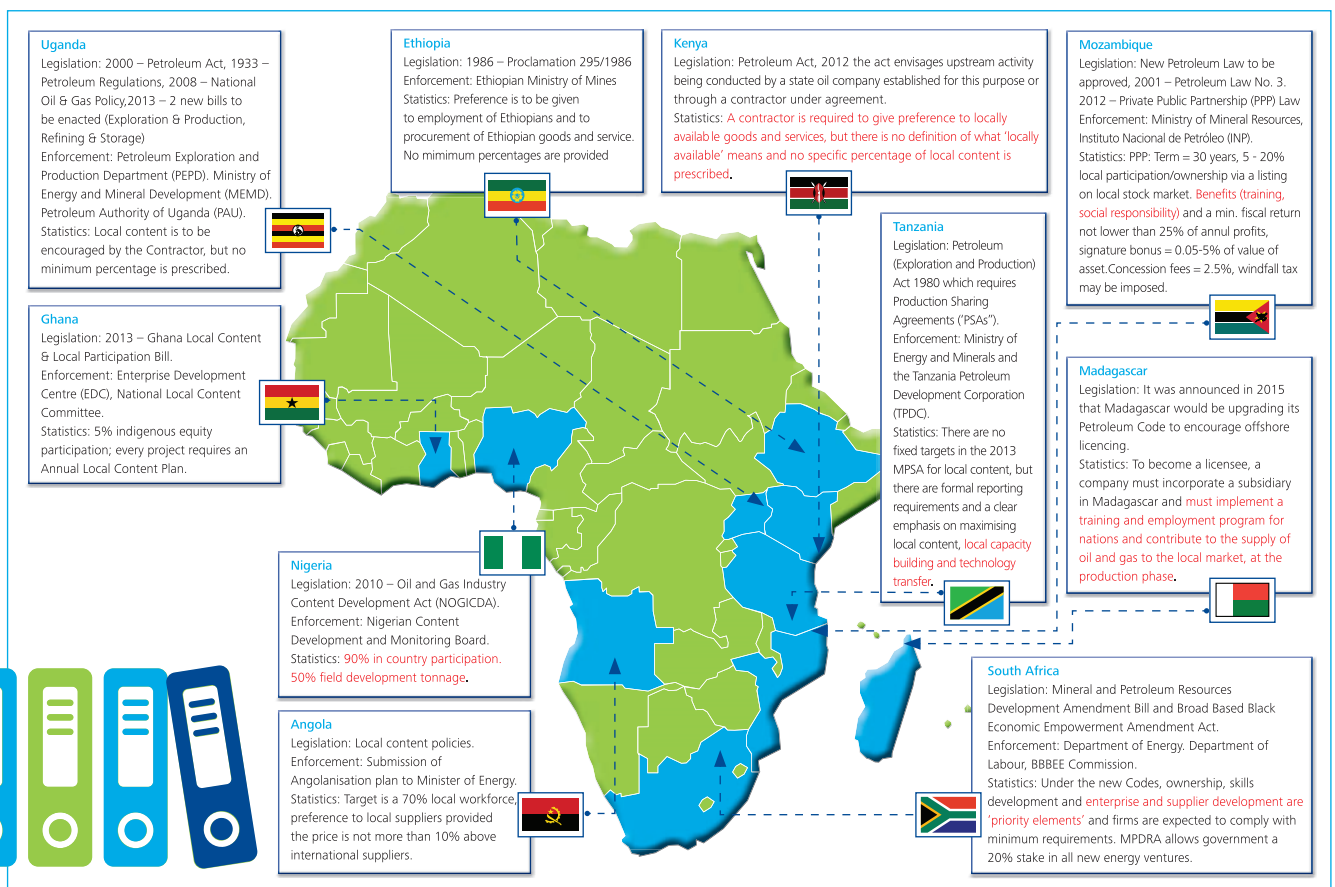 Uganda
Legislation: 2000 – Petroleum Act, 1933 –
Petroleum Regulations, 2008 – National
Oil & Gas Policy,2013 – 2 new bills to
be enacted (Exploration & Production,
Refining & Storage)
Enforcement: Petroleum Exploration and
Production Department (PEPD). Ministry of
Energy and Mineral Development (MEMD).
Petroleum Authority of Uganda (PAU).
Statistics: Local content is to be
encouraged by the Contractor, but no
minimum percentage is prescribed.
Ghana
Legislation: 2013 – Ghana Local Content
& Local Participation Bill.
Enforcement: Enterprise Development
Centre (EDC), National Local Content
Committee.
Statistics: 5% indigenous equity
participation; every project requires an
Annual Local Content Plan.
Ethiopia
Legislation: 1986 – Proclamation 295/1986
Enforcement: Ethiopian Ministry of Mines
Statistics: Preference is to be given
to employment of Ethiopians and to
procurement of Ethiopian goods and service.
No mimimum percentages are provided
Kenya
Legislation: Petroleum Act, 2012 the act envisages upstream activity
being conducted by a state oil company established for this purpose or
through a contractor under agreement.
Statistics: A contractor is required to give preference to locally
available goods and services, but there is no definition of what ‘locally
available’ means and no specific percentage of local content is
prescribed.
Mozambique
Legislation: New Petroleum Law to be
approved, 2001 – Petroleum Law No. 3.
2012 – Private Public Partnership (PPP) Law
Enforcement: Ministry of Mineral Resources,
Instituto Nacional de Petróleo (INP).
Statistics: PPP: Term = 30 years, 5 - 20%
local participation/ownership via a listing
on local stock market. Benefits (training,
social responsibility) and a min. fiscal return
not lower than 25% of annul profits,
signature bonus = 0.05-5% of value of
asset.Concession fees = 2.5%, windfall tax
may be imposed.
Tanzania
Legislation: Petroleum
(Exploration and Production)
Act 1980 which requires
Production Sharing
Agreements (‘PSAs”).
Enforcement: Ministry of
Energy and Minerals and
the Tanzania Petroleum
Development Corporation
(TPDC).
Statistics: There are no
fixed targets in the 2013
MPSA for local content, but
there are formal reporting
requirements and a clear
emphasis on maximising
local content, local capacity
building and technology
transfer.
Madagascar
Legislation: It was announced in 2015
that Madagascar would be upgrading its
Petroleum Code to encourage offshore
licencing.
Statistics: To become a licensee, a
company must incorporate a subsidiary
in Madagascar and must implement a
training and employment program for
nations and contribute to the supply of
oil and gas to the local market, at the
production phase.
Nigeria
Legislation: 2010 – Oil and Gas Industry
Content Development Act (NOGICDA).
Enforcement: Nigerian Content
Development and Monitoring Board.
Statistics: 90% in country participation.
50% field development tonnage.
Angola
Legislation: Local content policies.
Enforcement: Submission of
Angolanisation plan to Minister of Energy.
Statistics: Target is a 70% local workforce,
preference to local suppliers provided
the price is not more than 10% above
international suppliers.
South Africa
Legislation: Mineral and Petroleum Resources
Development Amendment Bill and Broad Based Black
Economic Empowerment Amendment Act.
Enforcement: Department of Energy. Department of
Labour, BBBEE Commission.
Statistics: Under the new Codes, ownership, skills
development and enterprise and supplier development are
‘priority elements’ and firms are expected to comply with
minimum requirements. MPDRA allows government a
20% stake in all new energy ventures.